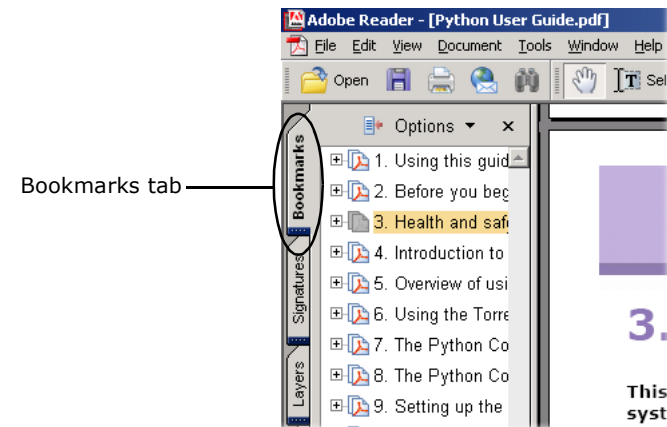 Adobe Reader - [Python User Guide.pdf]
File Edit View Document Tools Window Help
Open Sel
Options
Bookmarks
Signatures
Layers
Bookmarks tab
1. Using this guid
2. Before you beg
3. Health and safe
4. Introduction to
5. Overview of usi
6. Using the Torre
7. The Python Co
8. The Python Co
9. Setting up the
3.
This
syst